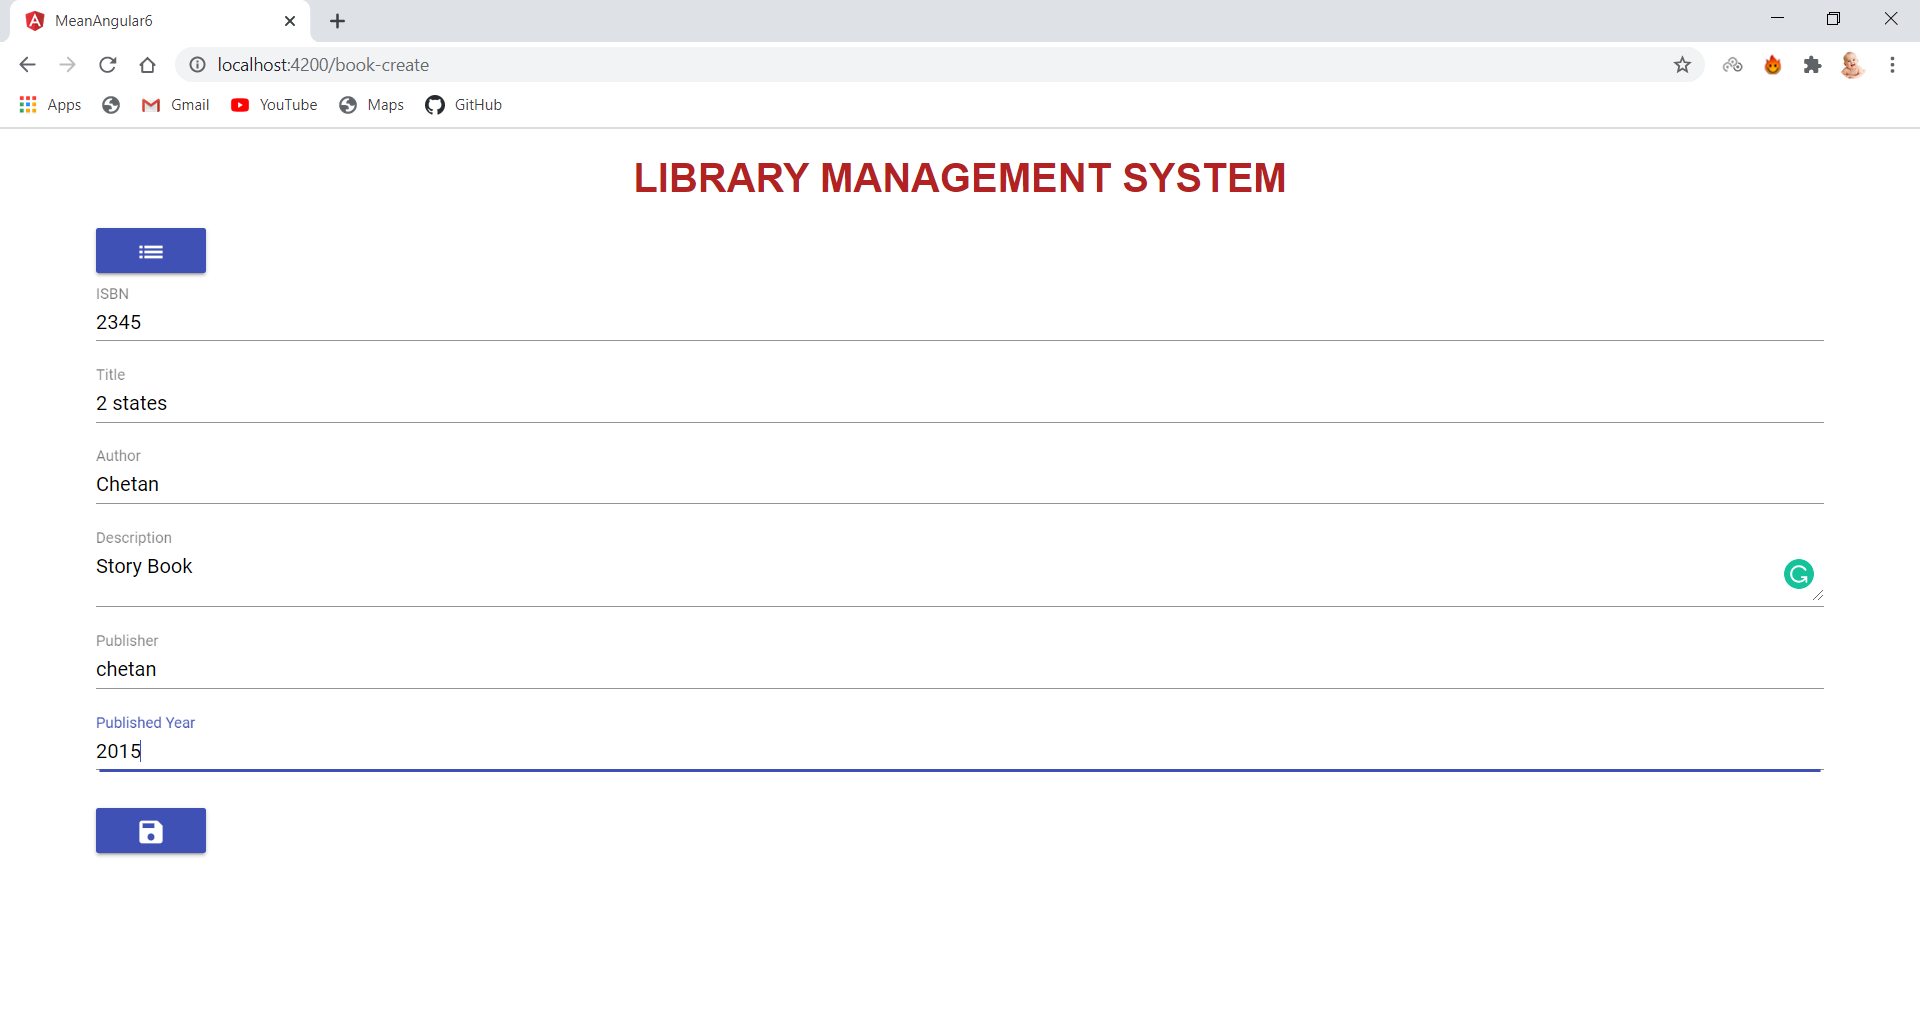 MeanAngular6
localhost:4200/book-create
Apps Gmail YouTube Maps GitHub
LIBRARY MANAGEMENT SYSTEM
ISBN
2345
Title
2 states
Author
Chetan
Description
Story Book
Publisher
chetan
Published Year
2015